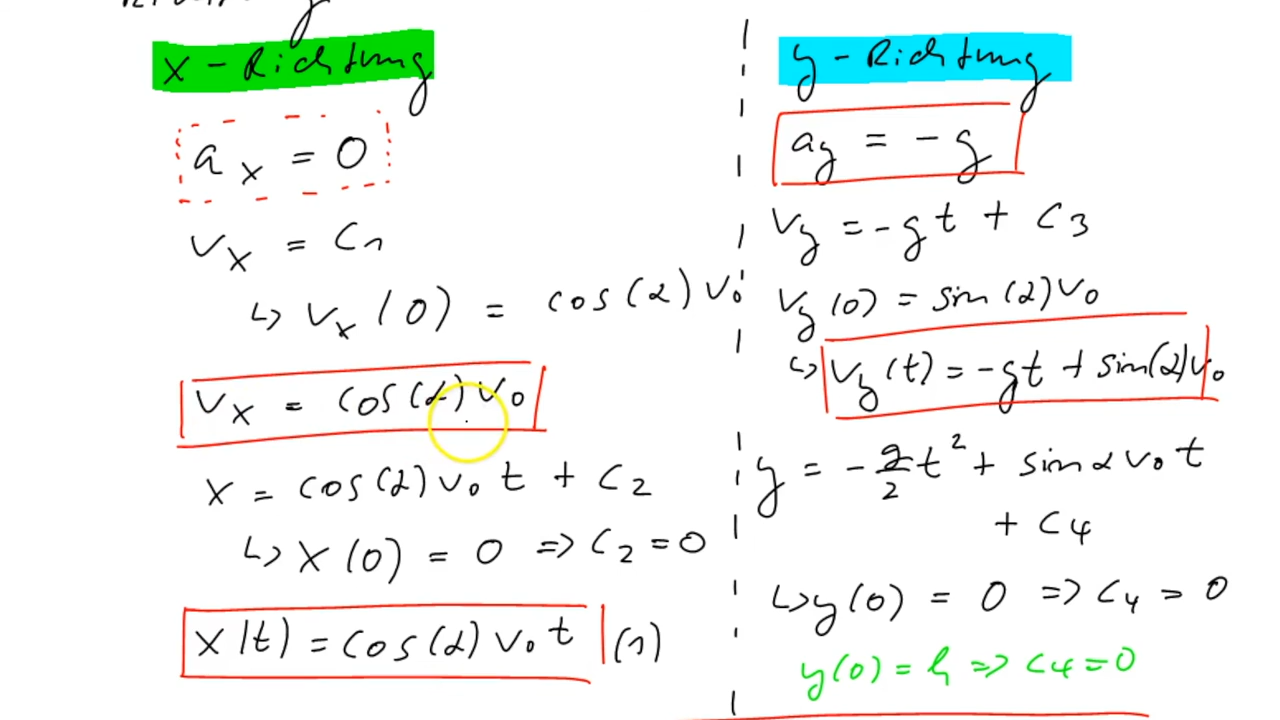 x - Richtung
a_x = 0
v_x = C_1
↳ v_x(0) = cos(α) v_0
v_x = cos(α) v_0
x = cos(α) v_0 t + C_2
↳ x(0) = 0 => C_2 = 0
x(t) = cos(α) v_0 t (1)
y - Richtung
a_y = - g
v_y = - g t + C_3
v_y(0) = sin(α) v_0
↳ v_y(t) = - g t + sin(α) v_0
y = - g/2 t² + sin α v_0 t
+ C_4
↳ y(0) = 0 => C_4 = 0
y(0) = h => C_4 = 0